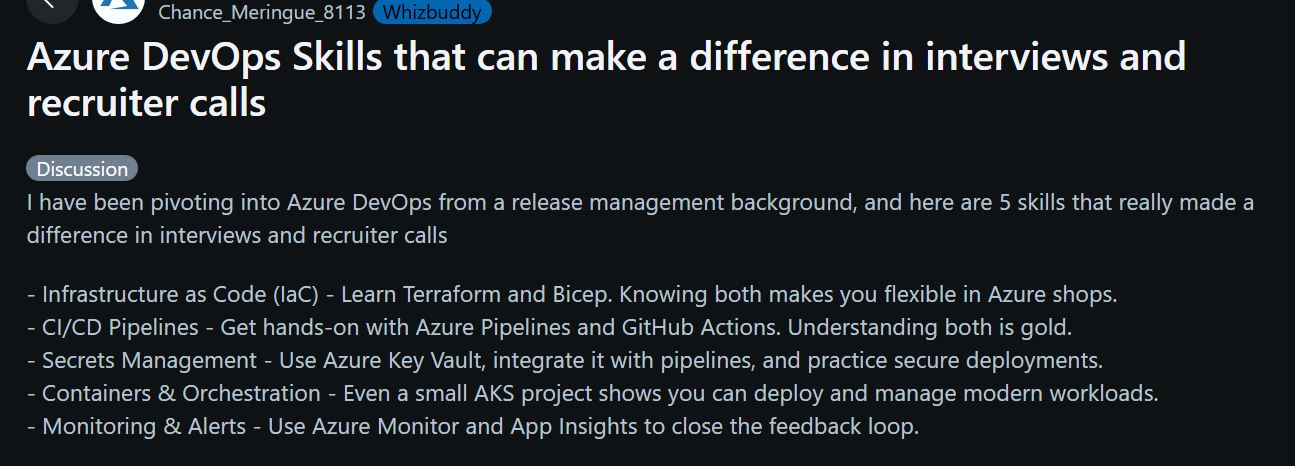 Chance_Meringue_8113 Whizbuddy
Azure DevOps Skills that can make a difference in interviews and
recruiter calls
Discussion
I have been pivoting into Azure DevOps from a release management background, and here are 5 skills that really made a
difference in interviews and recruiter calls
- Infrastructure as Code (IaC) - Learn Terraform and Bicep. Knowing both makes you flexible in Azure shops.
- CI/CD Pipelines - Get hands-on with Azure Pipelines and GitHub Actions. Understanding both is gold.
- Secrets Management - Use Azure Key Vault, integrate it with pipelines, and practice secure deployments.
- Containers & Orchestration - Even a small AKS project shows you can deploy and manage modern workloads.
- Monitoring & Alerts - Use Azure Monitor and App Insights to close the feedback loop.